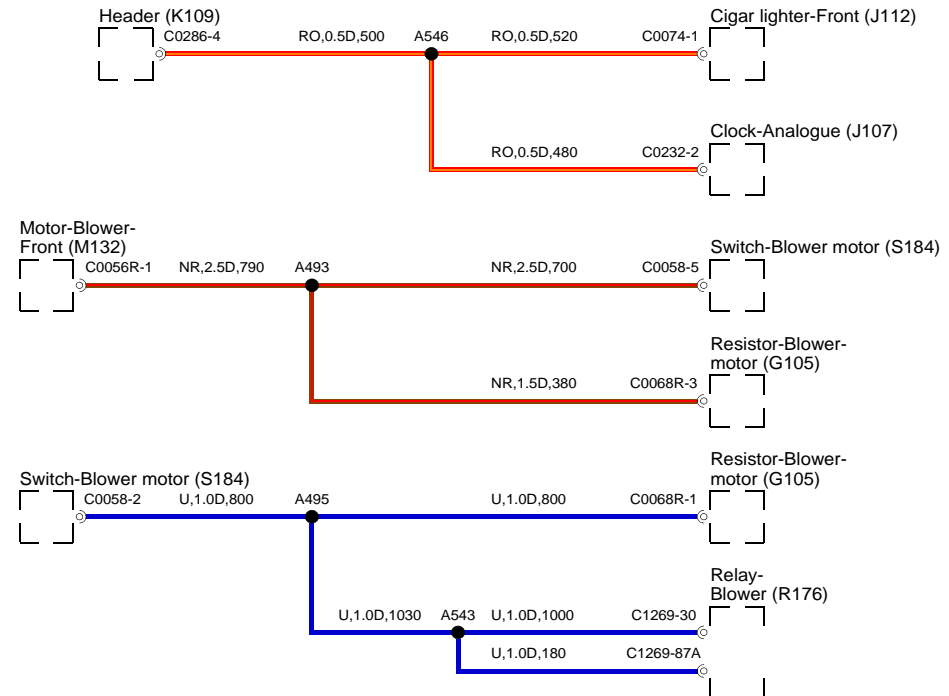 Header (K109)
C0286-4 RO,0.5D,500 A546 RO,0.5D,520 C0074-1
Cigar lighter-Front (J112)
Clock-Analogue (J107)
RO,0.5D,480 C0232-2
Motor-Blower-
Front (M132)
C0056R-1 NR,2.5D,790 A493 NR,2.5D,700 C0058-5
Switch-Blower motor (S184)
Resistor-Blower-
motor (G105)
NR,1.5D,380 C0068R-3
Switch-Blower motor (S184)
C0058-2 U,1.0D,800 A495 U,1.0D,800 C0068R-1
Resistor-Blower-
motor (G105)
Relay-
Blower (R176)
U,1.0D,1030 A543 U,1.0D,1000 C1269-30
U,1.0D,180 C1269-87A